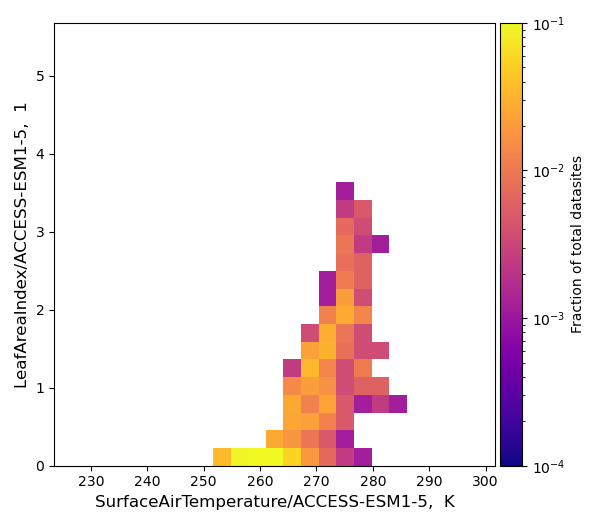 LeafAreaIndex/ACCESS-ESM1-5,  1
5
4
3
2
1
0
230 240 250 260 270 280 290 300
SurfaceAirTemperature/ACCESS-ESM1-5,  K
10⁻¹
10⁻²
10⁻³
10⁻⁴
Fraction of total datasites